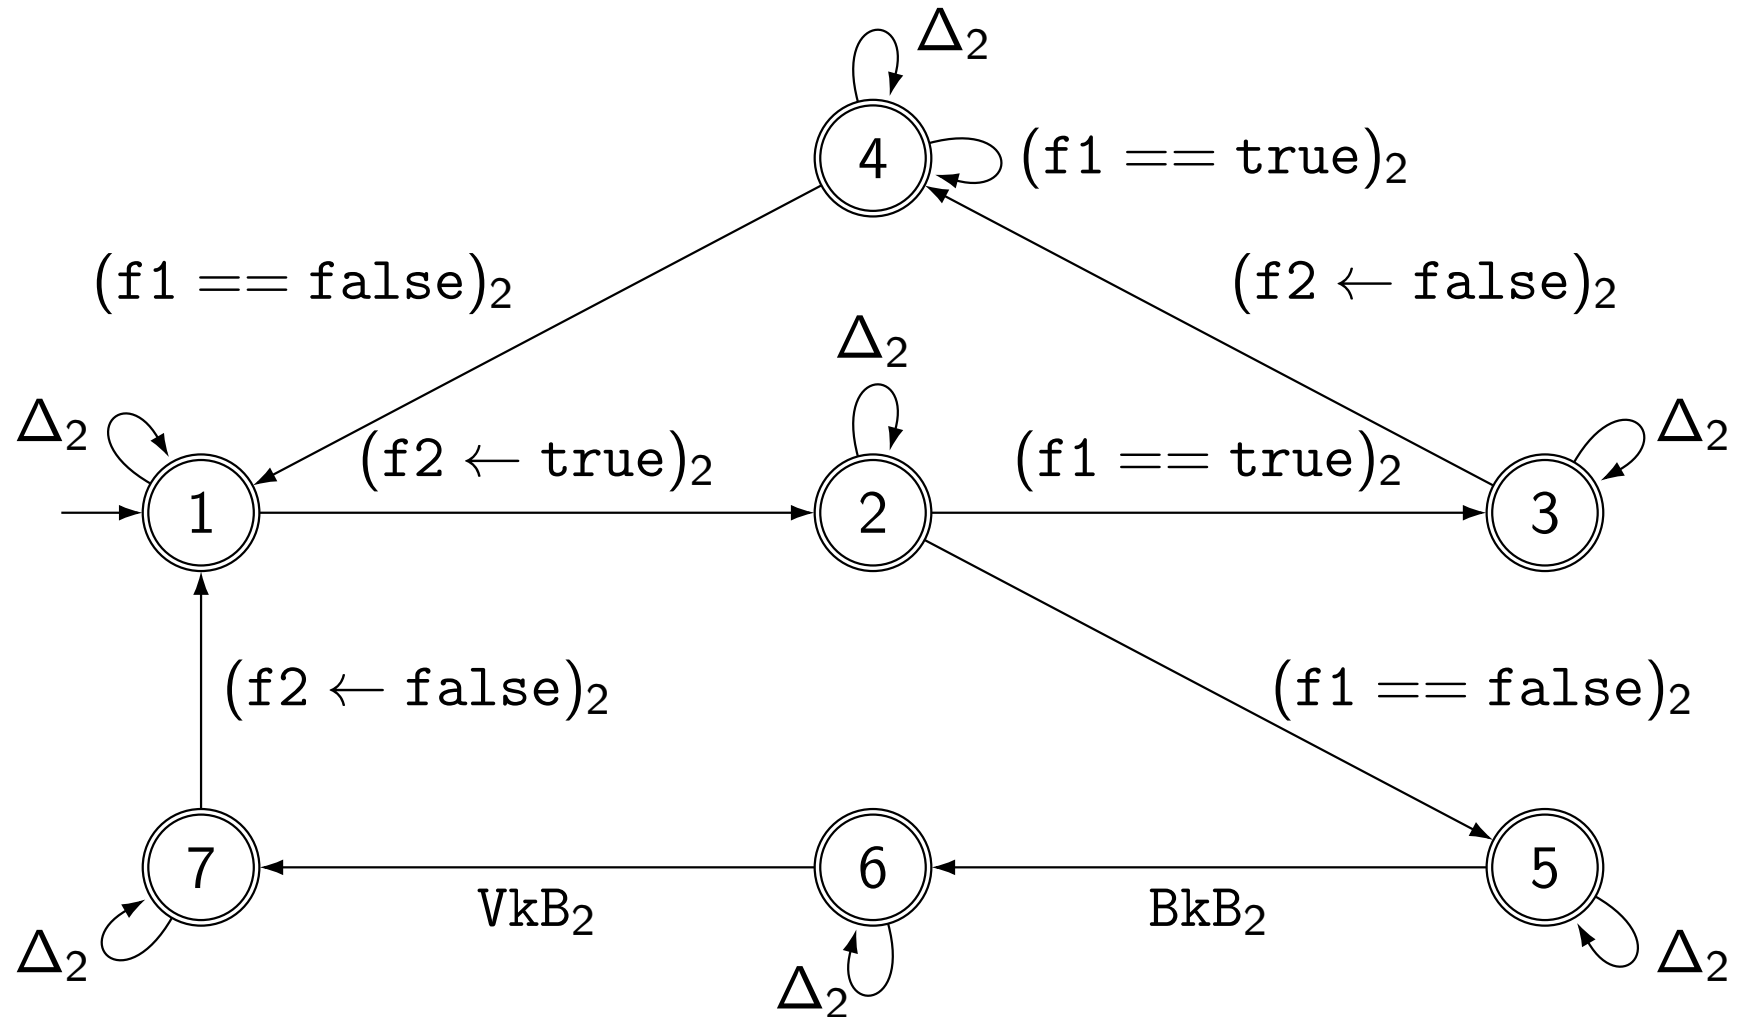 Δ₂
4
(f1 == true)₂
(f1 == false)₂
(f2 ← false)₂
Δ₂
Δ₂
(f2 ← true)₂
(f1 == true)₂
Δ₂
1
2
3
(f2 ← false)₂
(f1 == false)₂
7
6
5
VkB₂
BkB₂
Δ₂
Δ₂
Δ₂